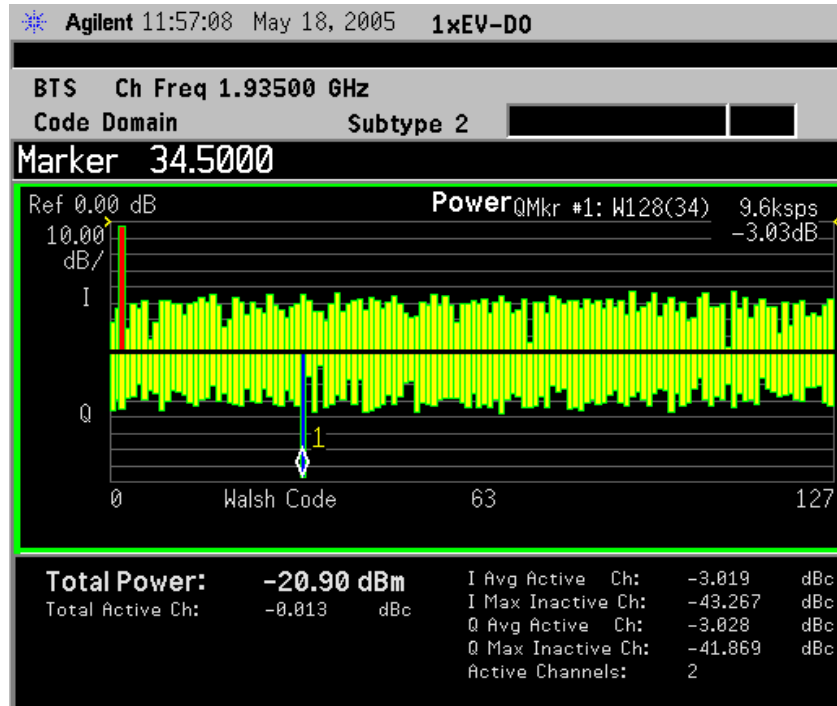 Agilent 11:57:08 May 18, 2005 1xEV-DO
BTS Ch Freq 1.93500 GHz
Code Domain Subtype 2
Marker 34.5000
Ref 0.00 dB Power QMkr #1: W128(34) 9.6ksps
10.00 -3.03dB
dB/
I
Q
1
0 Walsh Code 63 127
Total Power: -20.90 dBm I Avg Active Ch: -3.019 dBc
Total Active Ch: -0.013 dBc I Max Inactive Ch: -43.267 dBc
Q Avg Active Ch: -3.028 dBc
Q Max Inactive Ch: -41.869 dBc
Active Channels: 2